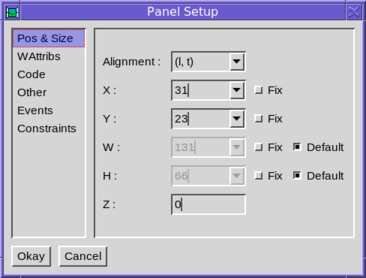 Panel Setup
Pos & Size
WAttribs
Code
Other
Events
Constraints
Alignment : (l, t)
X : 31 Fix
Y : 23 Fix
W : 131 Fix Default
H : 66 Fix Default
Z : 0
Okay Cancel